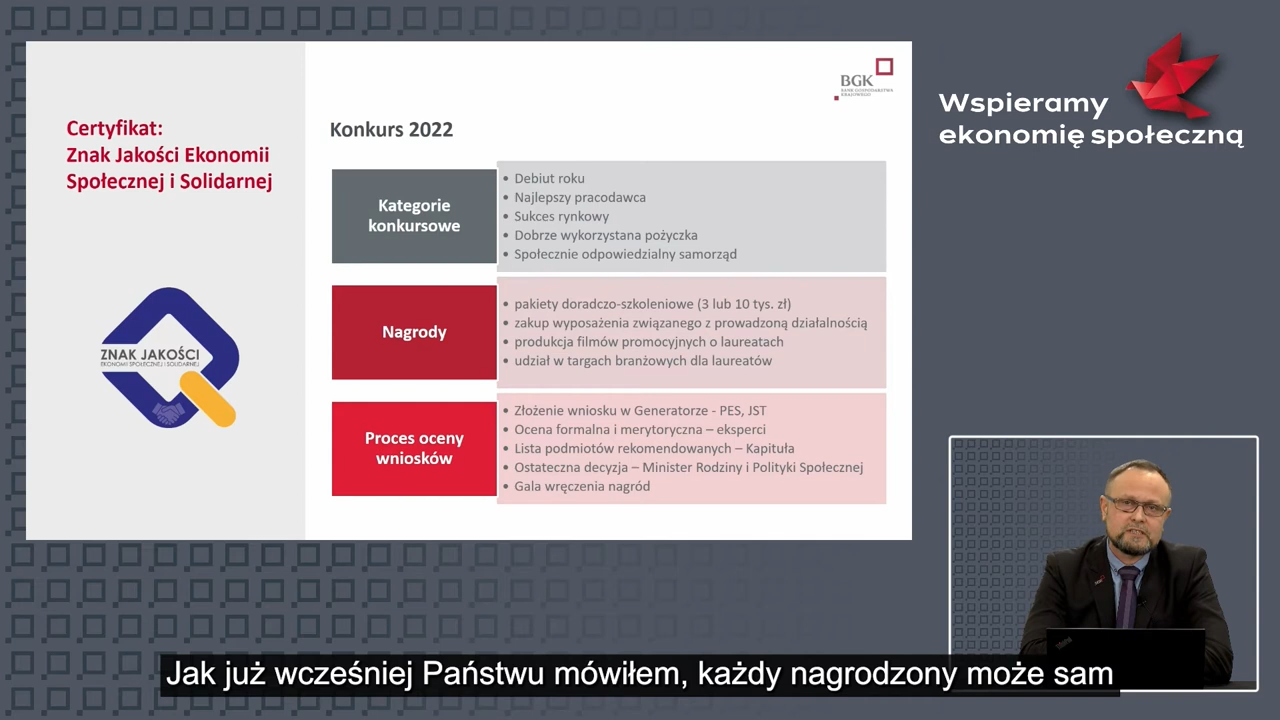 Certyfikat:
Znak Jakości Ekonomii
Społecznej i Solidarnej
ZNAK JAKOŚCI
EKONOMII SPOŁECZNEJ I SOLIDARNEJ
BGK
BANK GOSPODARSTWA
KRAJOWEGO
Konkurs 2022
Kategorie
konkursowe
• Debiut roku
• Najlepszy pracodawca
• Sukces rynkowy
• Dobrze wykorzystana pożyczka
• Społecznie odpowiedzialny samorząd
Nagrody
• pakiety doradczo-szkoleniowe (3 lub 10 tys. zł)
• zakup wyposażenia związanego z prowadzoną działalnością
• produkcja filmów promocyjnych o laureatach
• udział w targach branżowych dla laureatów
Proces oceny
wniosków
• Złożenie wniosku w Generatorze - PES, JST
• Ocena formalna i merytoryczna – eksperci
• Lista podmiotów rekomendowanych – Kapituła
• Ostateczna decyzja – Minister Rodziny i Polityki Społecznej
• Gala wręczenia nagród
Wspieramy
ekonomię społeczną
Jak już wcześniej Państwu mówiłem, każdy nagrodzony może sam